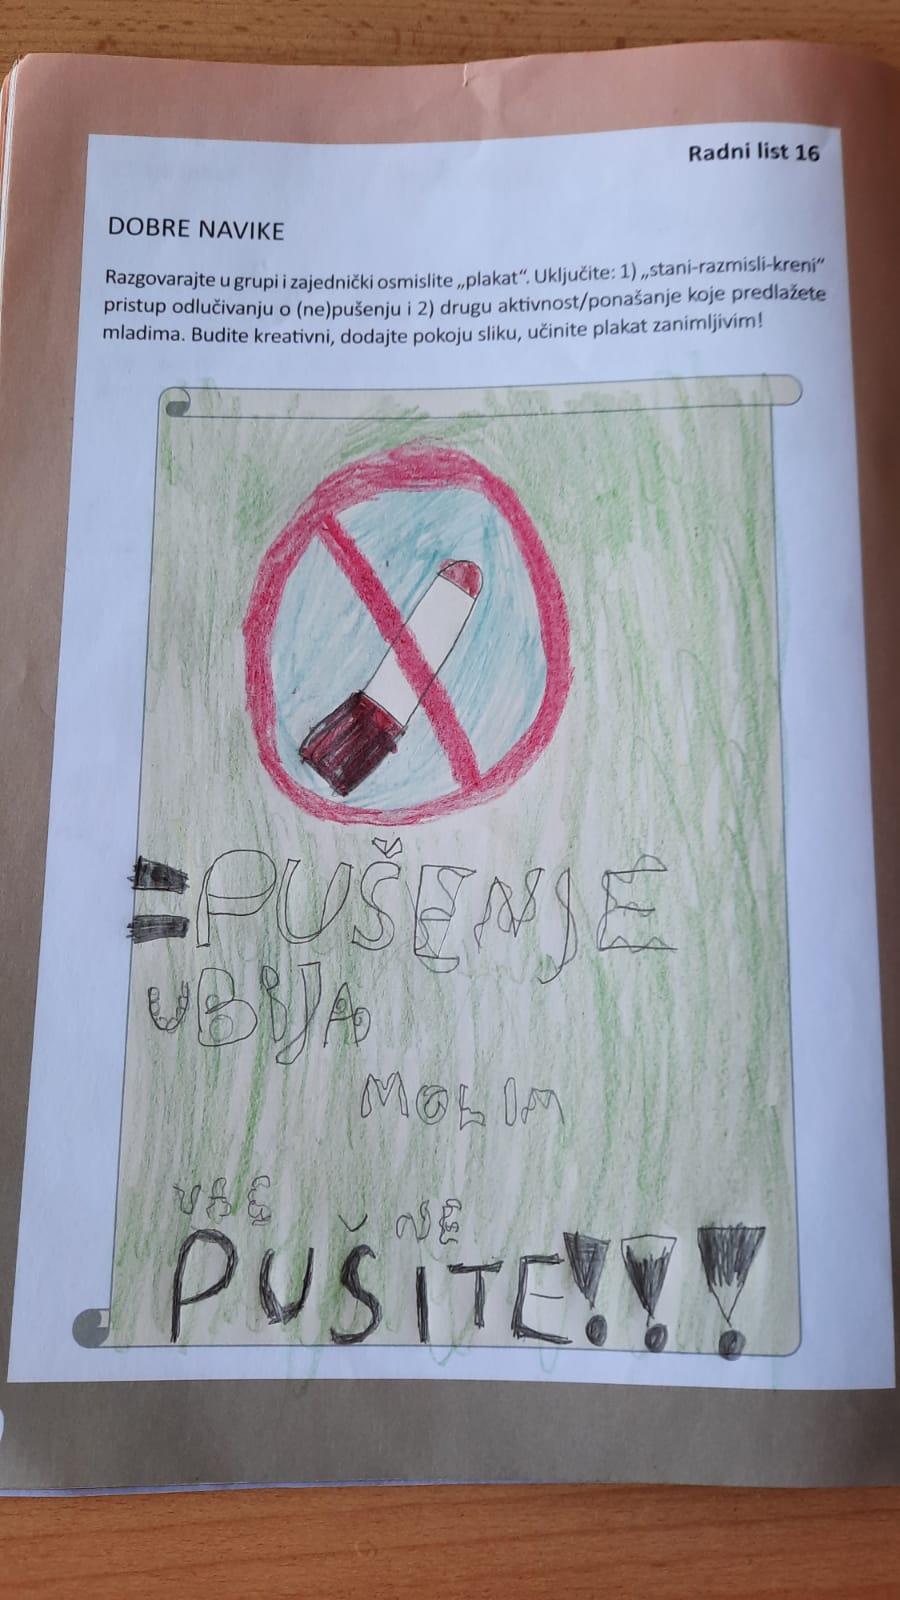 Radni list 16
DOBRE NAVIKE
Razgovarajte u grupi i zajednički osmislite „plakat“. Uključite: 1) „stani-razmisli-kreni“
pristup odlučivanju o (ne)pušenju i 2) drugu aktivnost/ponašanje koje predlažete
mladima. Budite kreativni, dodajte pokoju sliku, učinite plakat zanimljivim!
=PUŠENJE
UBIJA
MOLIM
VAS NE
PUŠITE!!!